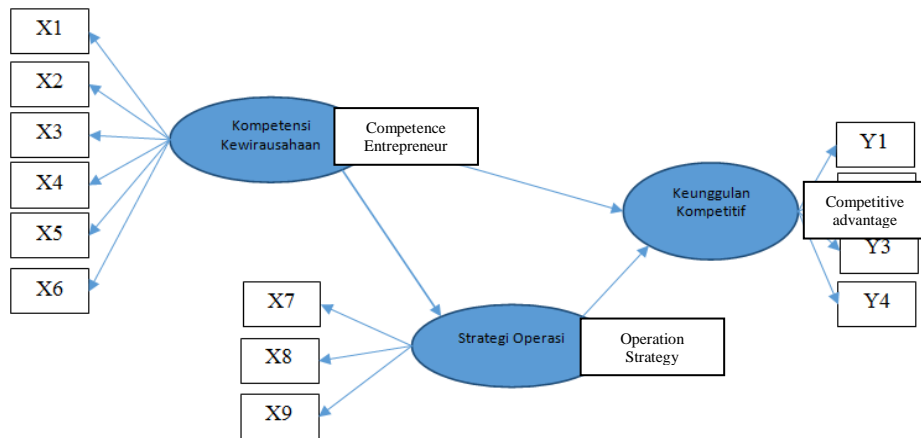 X1
X2
X3
X4
X5
X6
Kompetensi
Kewirausahaan
Competence
Entrepreneur
Keunggulan
Kompetitif
Competitive
advantage
Y1
Y3
Y4
X7
X8
X9
Strategi Operasi
Operation
Strategy